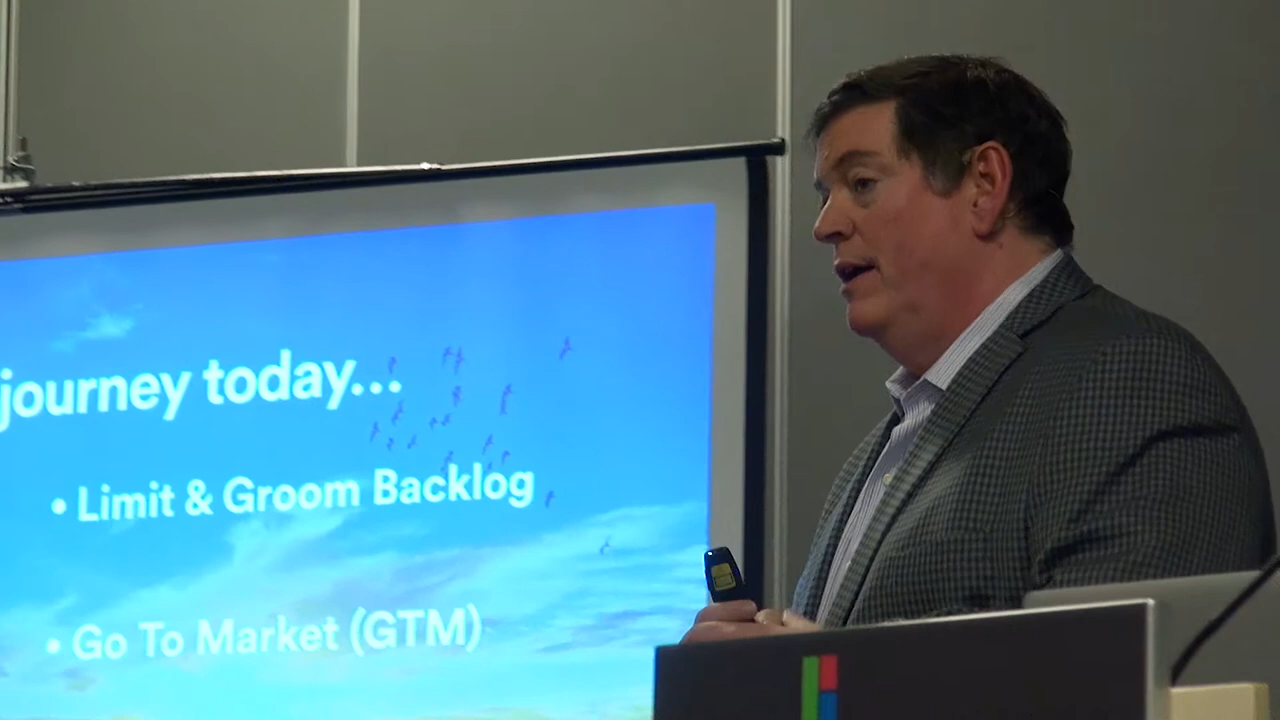 journey today...
• Limit & Groom Backlog
• Go To Market (GTM)